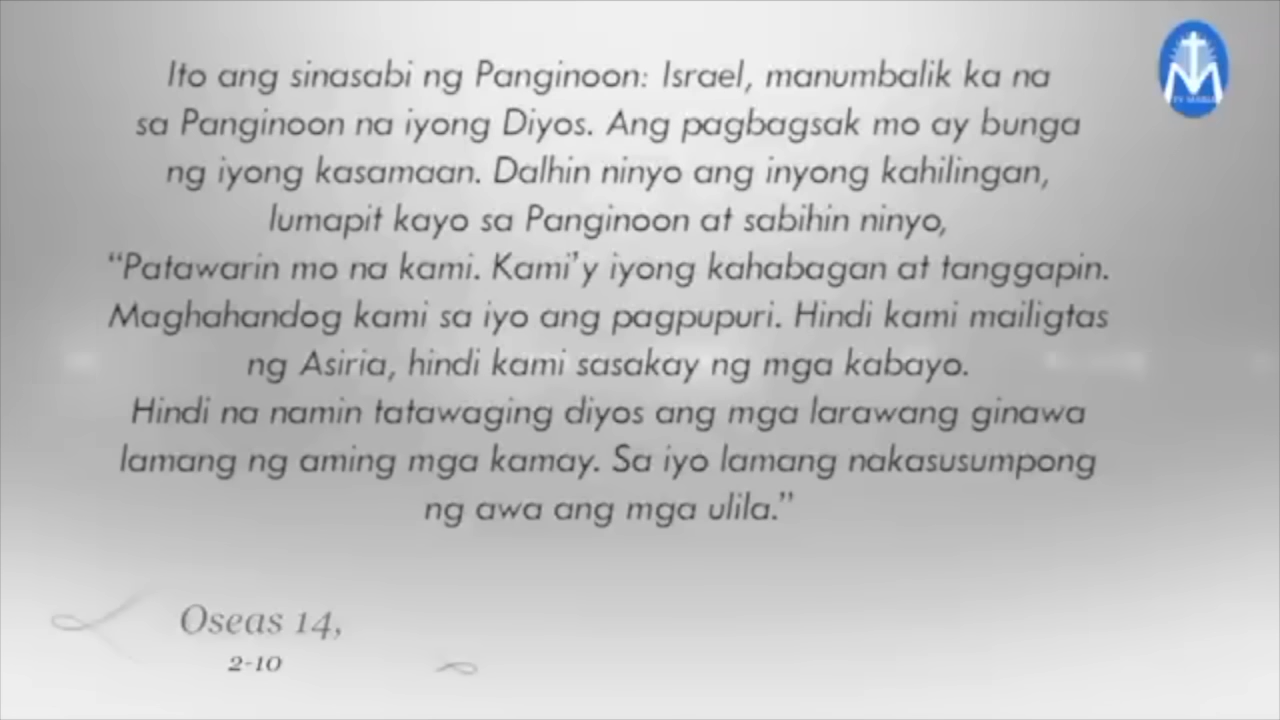 Ito ang sinasabi ng Panginoon: Israel, manumbalik ka na
sa Panginoon na iyong Diyos. Ang pagbagsak mo ay bunga
ng iyong kasamaan. Dalhin ninyo ang inyong kahilingan,
lumapit kayo sa Panginoon at sabihin ninyo,
“Patawarin mo na kami. Kami’y iyong kahabagan at tanggapin.
Maghahandog kami sa iyo ang pagpupuri. Hindi kami mailigtas
ng Asiria, hindi kami sasakay ng mga kabayo.
Hindi na namin tatawaging diyos ang mga larawang ginawa
lamang ng aming mga kamay. Sa iyo lamang nakasusumpong
ng awa ang mga ulila.”
Oseas 14,
2-10
TV MARIA